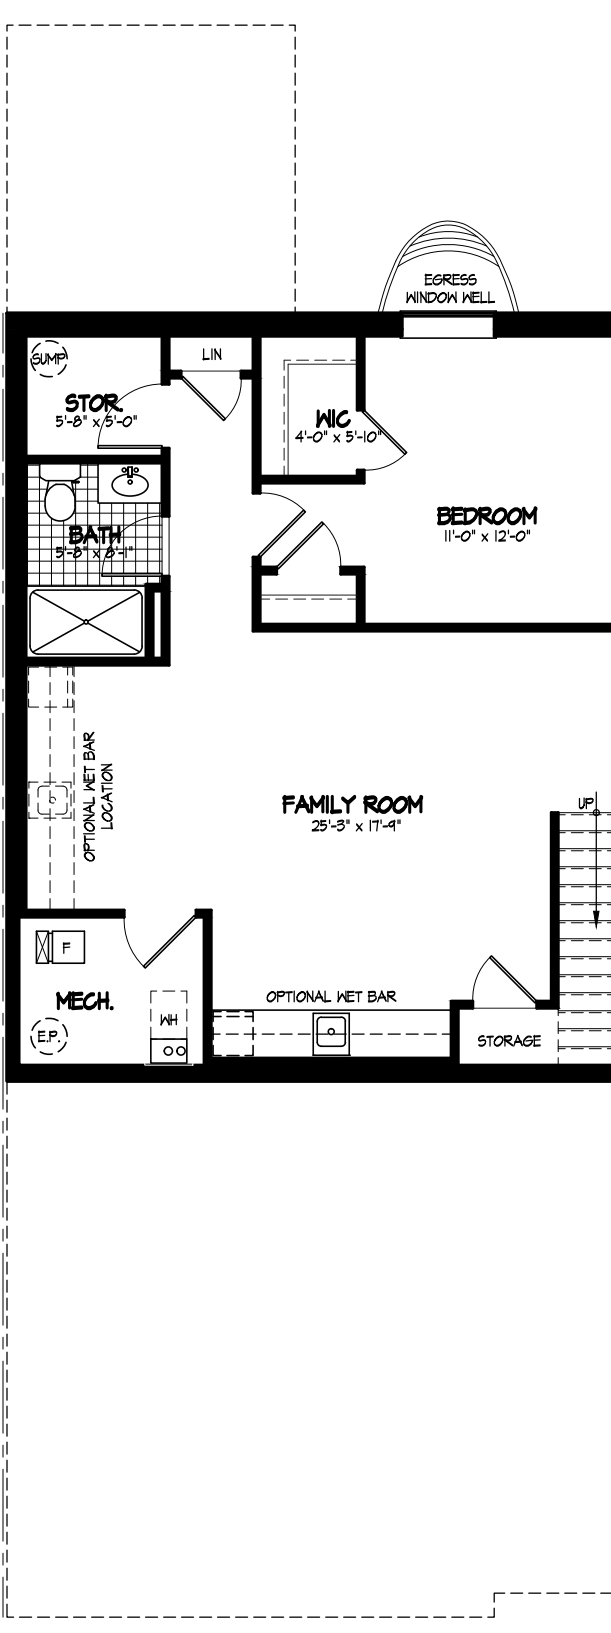 EGRESS
WINDOW WELL
SUMP
LIN
STOR.
5'-8" x 5'-0"
WIC
4'-0" x 5'-10"
BEDROOM
11'-0" x 12'-0"
BATH
5'-8" x 8'-1"
OPTIONAL WET BAR
LOCATION
FAMILY ROOM
25'-3" x 17'-9"
UP
F
MECH.
OPTIONAL WET BAR
WH
E.P.
STORAGE